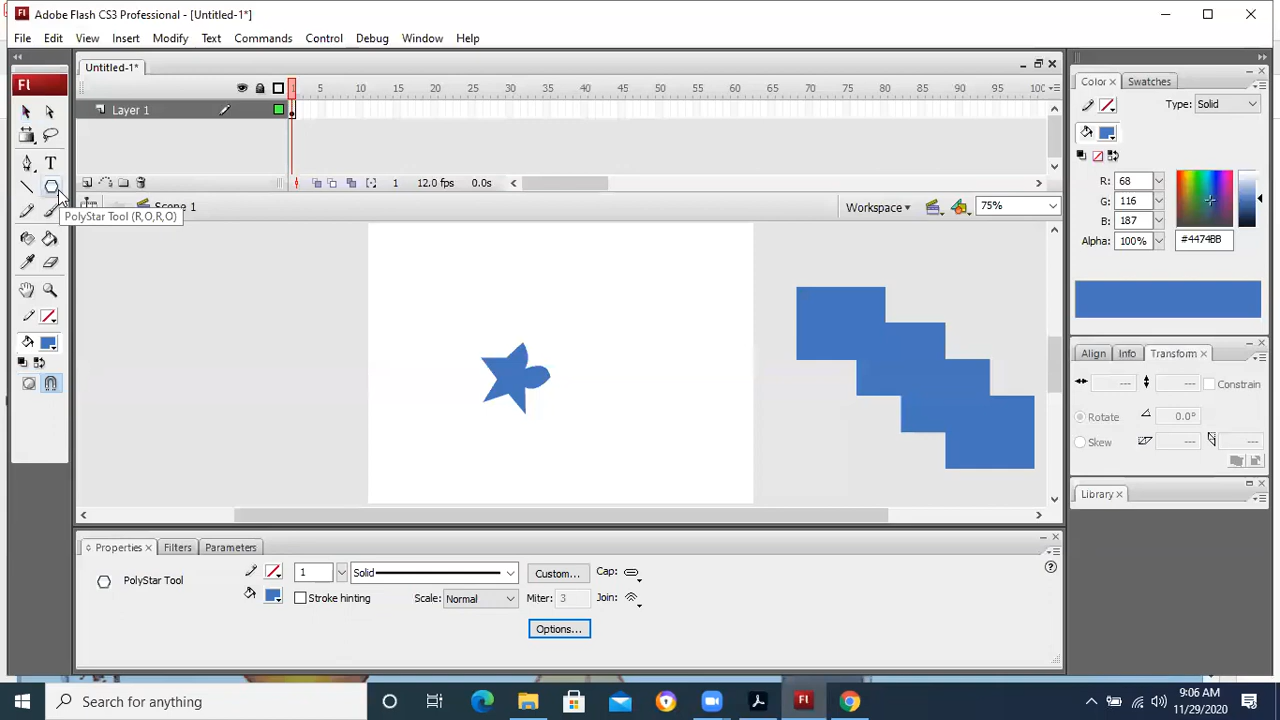 Fl Adobe Flash CS3 Professional - [Untitled-1*]
File Edit View Insert Modify Text Commands Control Debug Window Help
Untitled-1*
Fl
Color Swatches
5 10 15 20 25 30 35 40 45 50 55 60 65 70 75 80 85 90 95 100
Type: Solid
Layer 1
T
1 12.0 fps 0.0s
R: 68
G: 116
B: 187
Alpha: 100% #4474BB
Scene 1
Workspace 75%
PolyStar Tool (R,O,R,O)
Align Info Transform
--- --- Constrain
Rotate 0.0°
Skew --- ---
Library
Properties Filters Parameters
PolyStar Tool
1 Solid Custom... Cap:
Stroke hinting Scale: Normal Miter: 3 Join:
Options...
Search for anything
Fl
9:06 AM
11/29/2020